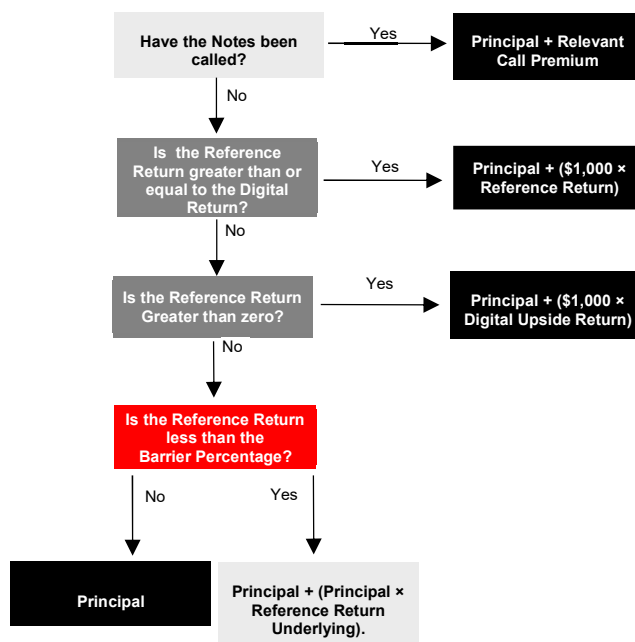 Have the Notes been
called?
Yes
Principal + Relevant
Call Premium
No
Is  the Reference
Return greater than or
equal to the Digital
Return?
Yes
Principal + ($1,000 ×
Reference Return)
No
Is the Reference Return
Greater than zero?
Yes
Principal + ($1,000 ×
Digital Upside Return)
No
Is the Reference Return
less than the
Barrier Percentage?
No
Yes
Principal
Principal + (Principal ×
Reference Return
Underlying).